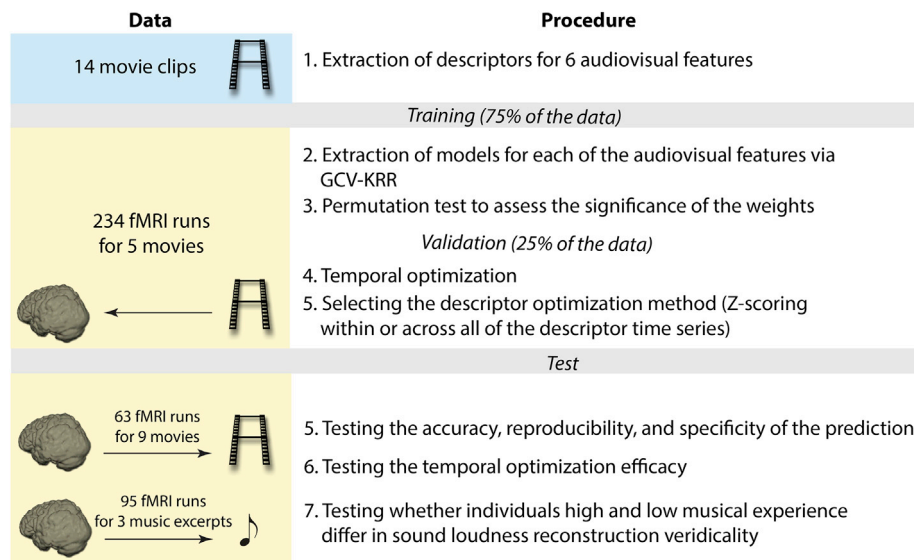 Data
Procedure
14 movie clips
1. Extraction of descriptors for 6 audiovisual features
Training (75% of the data)
234 fMRI runs
for 5 movies
2. Extraction of models for each of the audiovisual features via
GCV-KRR
3. Permutation test to assess the significance of the weights
Validation (25% of the data)
4. Temporal optimization
5. Selecting the descriptor optimization method (Z-scoring
within or across all of the descriptor time series)
Test
63 fMRI runs
for 9 movies
5. Testing the accuracy, reproducibility, and specificity of the prediction
6. Testing the temporal optimization efficacy
95 fMRI runs
for 3 music excerpts
7. Testing whether individuals high and low musical experience
differ in sound loudness reconstruction veridicality